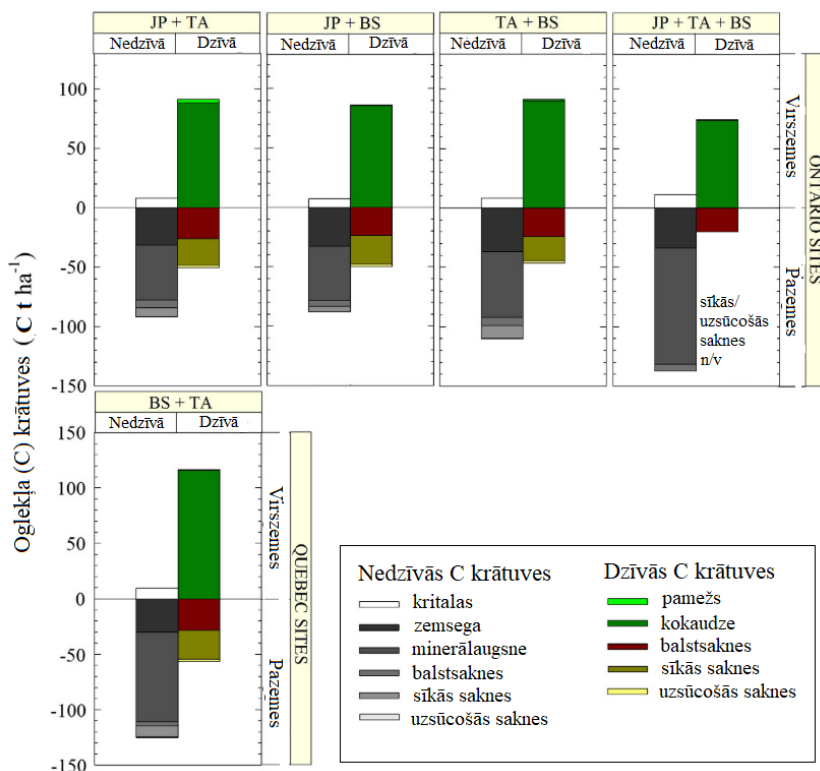 JP + TA
JP + BS
TA + BS
JP + TA + BS
Nedzīvā Dzīvā
Nedzīvā Dzīvā
Nedzīvā Dzīvā
Nedzīvā Dzīvā
100
50
0
-50
-100
-150
Virszemes
Pazemes
ONTARIO SITES
sīkās/
uzsūcošās
saknes
n/v
Oglekļa (C) krātuves ( C t ha⁻¹)
BS + TA
Nedzīvā Dzīvā
150
100
50
0
-50
-100
-150
Virszemes
Pazemes
QUEBEC SITES
Nedzīvās C krātuves
kritalas
zemsega
minerālaugsne
balstsaknes
sīkās saknes
uzsūcošās saknes
Dzīvās C krātuves
pamežs
kokaudze
balstsaknes
sīkās saknes
uzsūcošās saknes